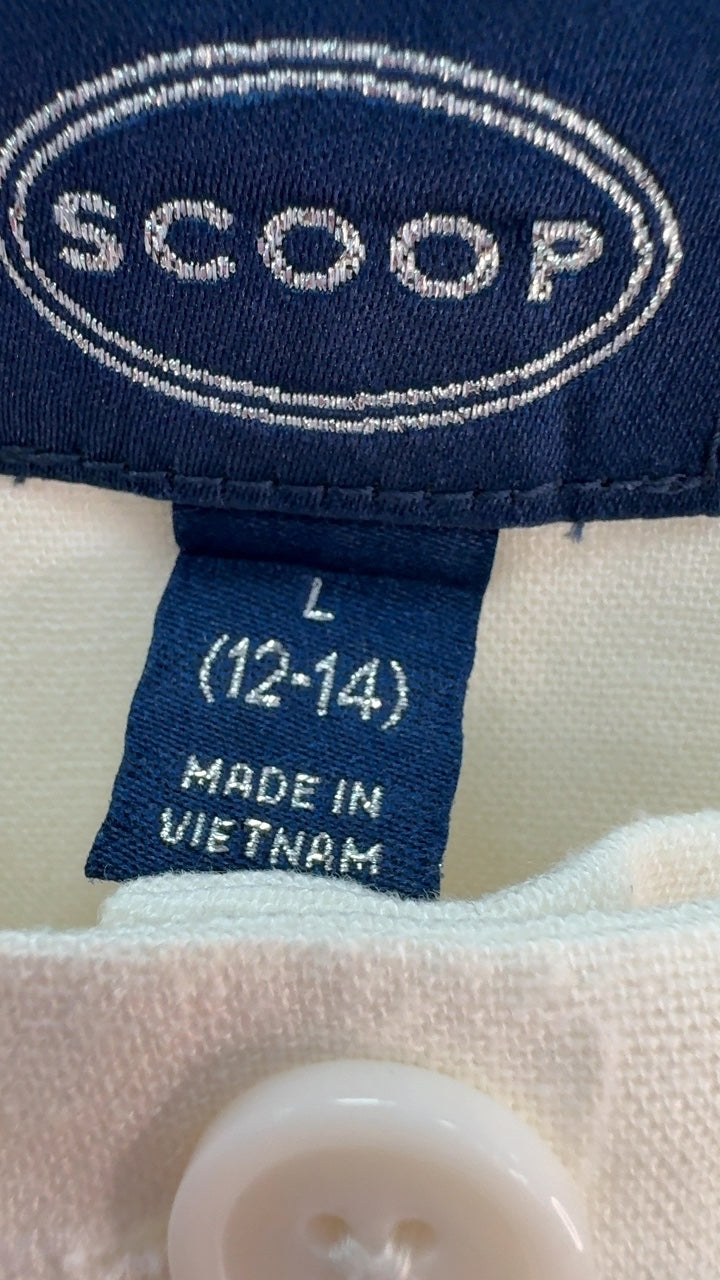 SCOOP
L
(12-14)
MADE IN
VIETNAM